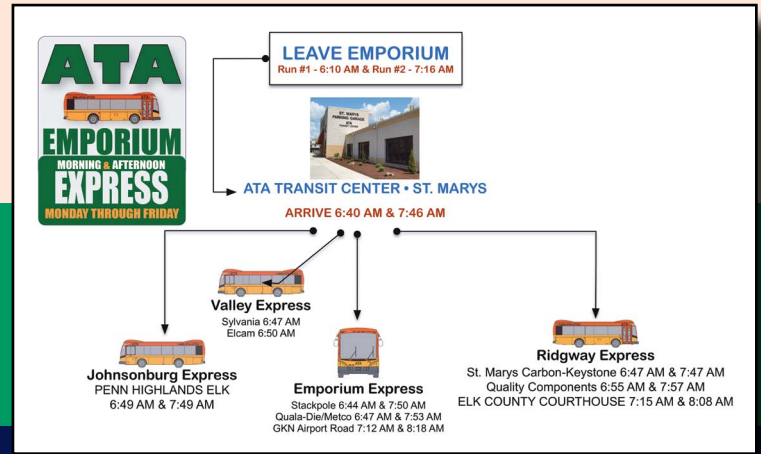 ATA
EMPORIUM
MORNING & AFTERNOON
EXPRESS
MONDAY THROUGH FRIDAY
LEAVE EMPORIUM
Run #1 - 6:10 AM & Run #2 - 7:16 AM
ST. MARYS
PARKING GARAGE
ATA
ATA TRANSIT CENTER • ST. MARYS
ARRIVE 6:40 AM & 7:46 AM
Valley Express
Sylvania 6:47 AM
Elcam 6:50 AM
Johnsonburg Express
PENN HIGHLANDS ELK
6:49 AM & 7:49 AM
Emporium Express
Stackpole 6:44 AM & 7:50 AM
Quala-Die/Metco 6:47 AM & 7:53 AM
GKN Airport Road 7:12 AM & 8:18 AM
Ridgway Express
St. Marys Carbon-Keystone 6:47 AM & 7:47 AM
Quality Components 6:55 AM & 7:57 AM
ELK COUNTY COURTHOUSE 7:15 AM & 8:08 AM